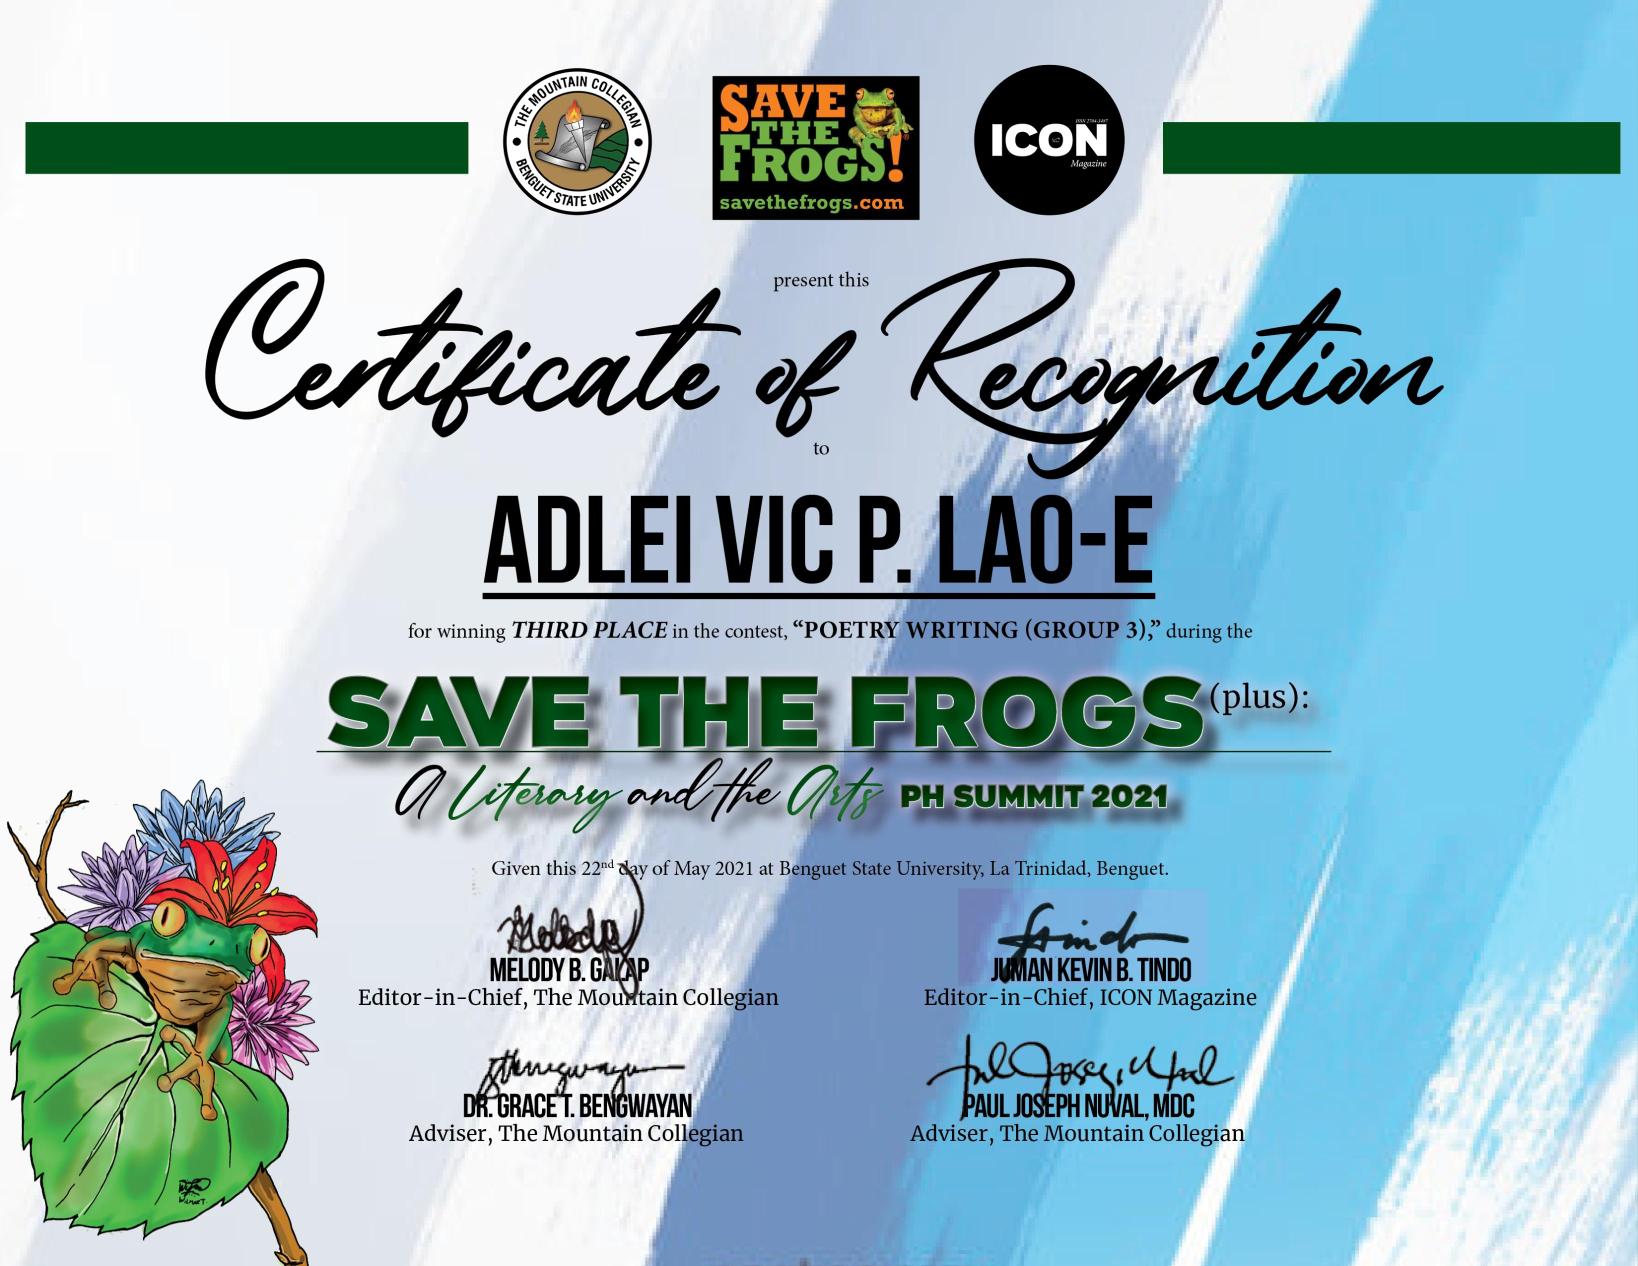 THE MOUNTAIN COLLEGIAN
BENGUET STATE UNIVERSITY
SAVE
THE
FROGS!
savethefrogs.com
ISSN 2704-3487
ICON
Magazine
present this
Certificate of Recognition
to
ADLEI VIC P. LAO-E
for winning THIRD PLACE in the contest, “POETRY WRITING (GROUP 3),” during the
SAVE THE FROGS (plus):
A Literary and the Arts PH SUMMIT 2021
Given this 22nd day of May 2021 at Benguet State University, La Trinidad, Benguet.
MELODY B. GALAP
Editor-in-Chief, The Mountain Collegian
JUMAN KEVIN B. TINDO
Editor-in-Chief, ICON Magazine
DR. GRACE T. BENGWAYAN
Adviser, The Mountain Collegian
PAUL JOSEPH NUVAL, MDC
Adviser, The Mountain Collegian